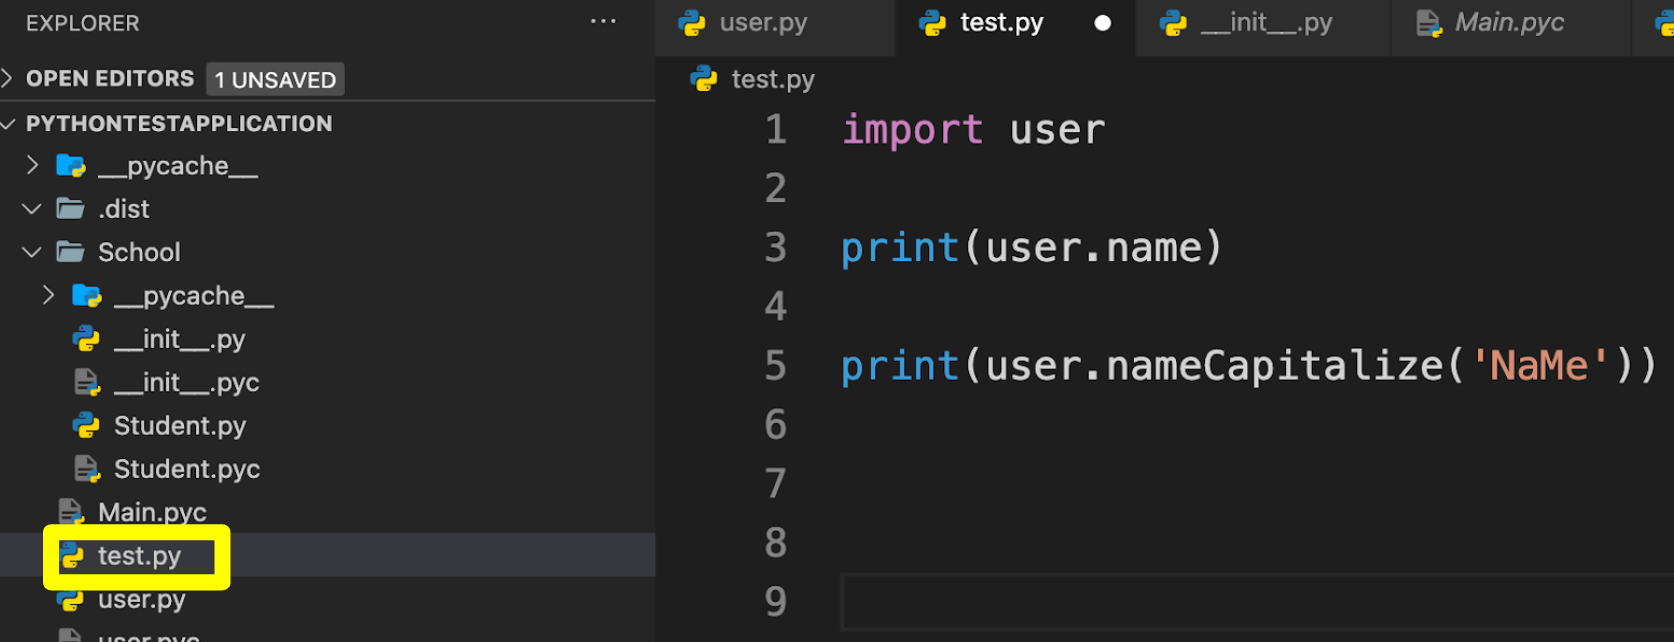 EXPLORER ...
OPEN EDITORS 1 UNSAVED
PYTHONTESTAPPLICATION
__pycache__
.dist
School
__pycache__
__init__.py
__init__.pyc
Student.py
Student.pyc
Main.pyc
test.py
user.py
user.pyc
user.py test.py __init__.py Main.pyc
test.py
1 import user
2
3 print(user.name)
4
5 print(user.nameCapitalize('NaMe'))
6
7
8
9